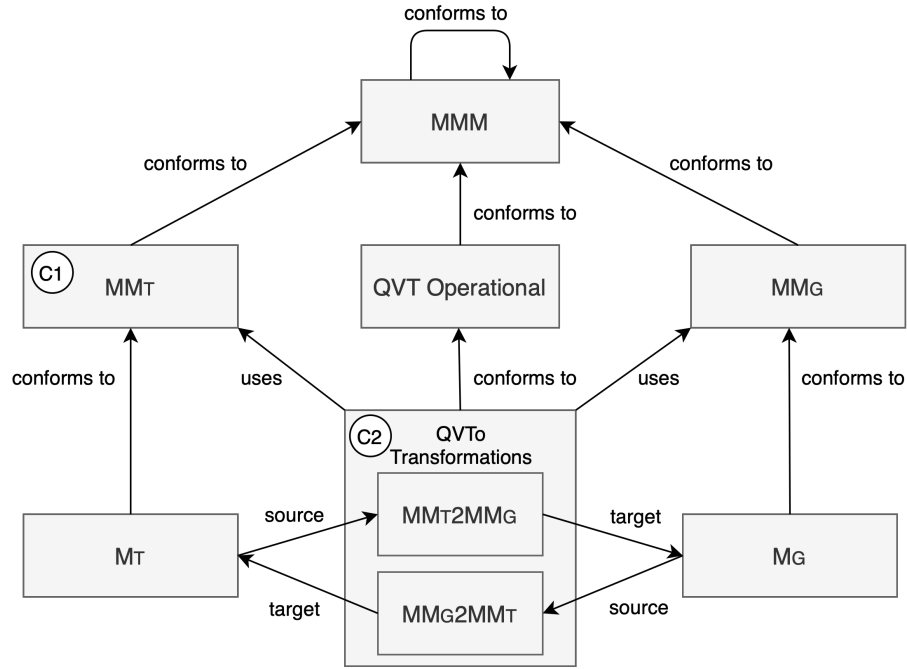 conforms to
MMM
conforms to
conforms to
conforms to
C1
MMT
QVT Operational
MMG
conforms to
uses
conforms to
uses
conforms to
C2
QVTo
Transformations
source
MMT2MMG
target
MT
MG
target
MMG2MMT
source